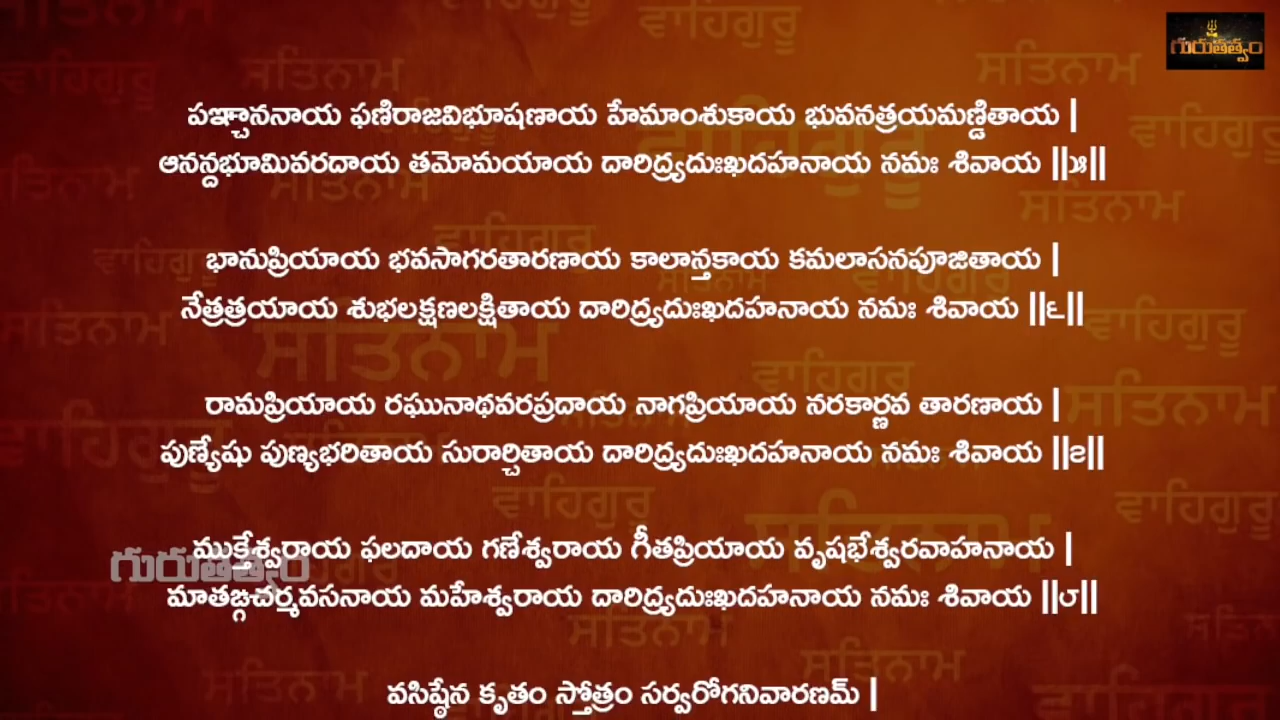 గురుతత్వం
పఞ్చాననాయ ఫణిరాజవిభూషణాయ హేమాంశుకాయ భువనత్రయమణ్డితాయ |
ఆనన్దభూమివరదాయ తమోమయాయ దారిద్ర్యదుఃఖదహనాయ నమః శివాయ ||౫||
భానుప్రియాయ భవసాగరతారణాయ కాలాన్తకాయ కమలాసనపూజితాయ |
నేత్రత్రయాయ శుభలక్షణలక్షితాయ దారిద్ర్యదుఃఖదహనాయ నమః శివాయ ||౬||
రామప్రియాయ రఘునాథవరప్రదాయ నాగప్రియాయ నరకార్ణవ తారణాయ |
పుణ్యేషు పుణ్యభరితాయ సురార్చితాయ దారిద్ర్యదుఃఖదహనాయ నమః శివాయ ||౭||
ముక్తేశ్వరాయ ఫలదాయ గణేశ్వరాయ గీతప్రియాయ వృషభేశ్వరవాహనాయ |
గురుతత్వం
మాతఙ్గచర్మవసనాయ మహేశ్వరాయ దారిద్ర్యదుఃఖదహనాయ నమః శివాయ ||౮||
వసిష్ఠేన కృతం స్తోత్రం సర్వరోగనివారణమ్ |